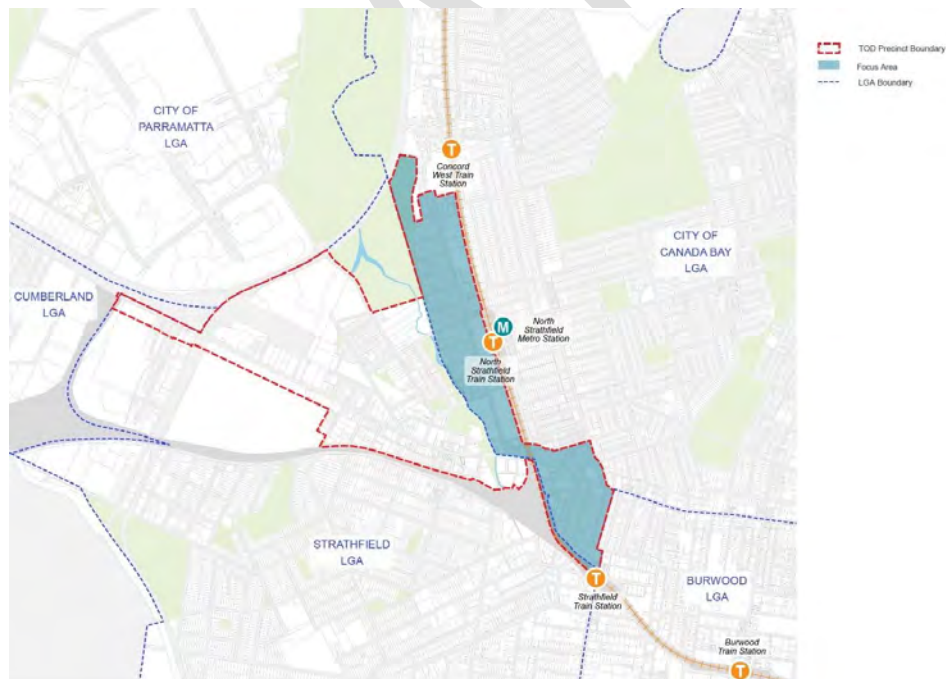 TOD Precinct Boundary
Focus Area
LGA Boundary
CITY OF
PARRAMATTA
LGA
T
Concord
West Train
Station
CITY OF
CANADA BAY
LGA
CUMBERLAND
LGA
M
North
Strathfield
Metro Station
T
North
Strathfield
Train Station
STRATHFIELD
LGA
T
Strathfield
Train Station
BURWOOD
LGA
Burwood
Train Station
T